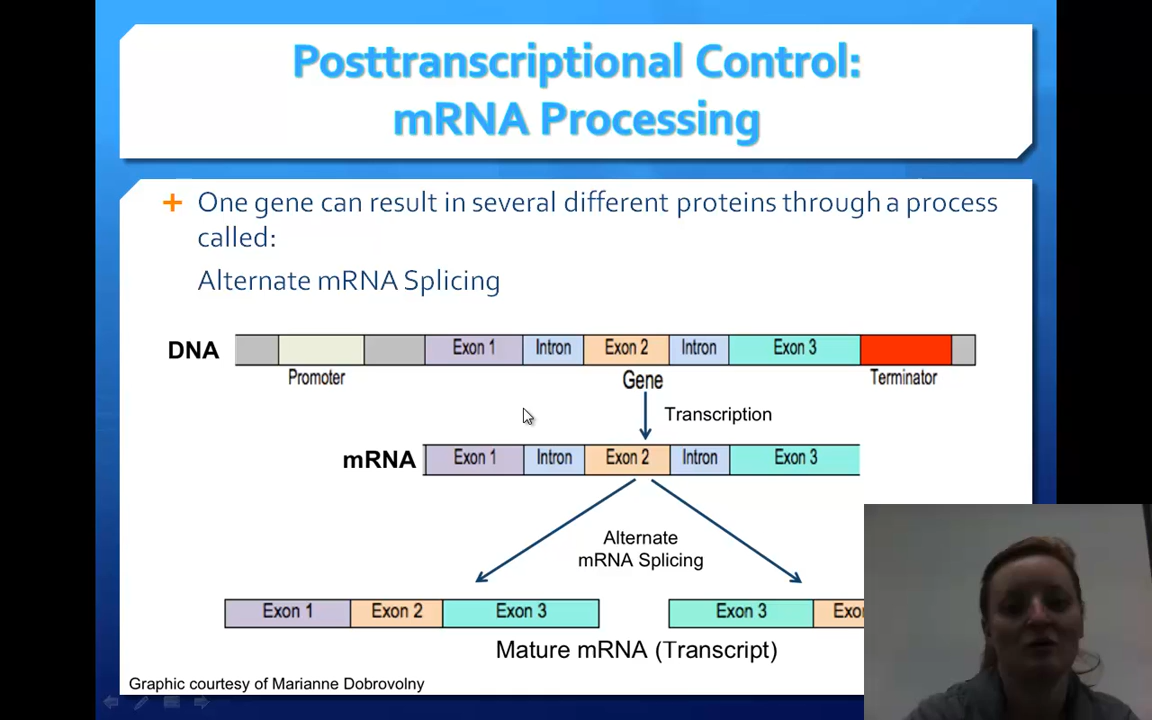 Posttranscriptional Control:
mRNA Processing
One gene can result in several different proteins through a process
called:
Alternate mRNA Splicing
DNA
Exon 1 Intron Exon 2 Intron Exon 3
Promoter Gene Terminator
Transcription
mRNA
Exon 1 Intron Exon 2 Intron Exon 3
Alternate
mRNA Splicing
Exon 1 Exon 2 Exon 3 Exon 3
Mature mRNA (Transcript)
Graphic courtesy of Marianne Dobrovolny